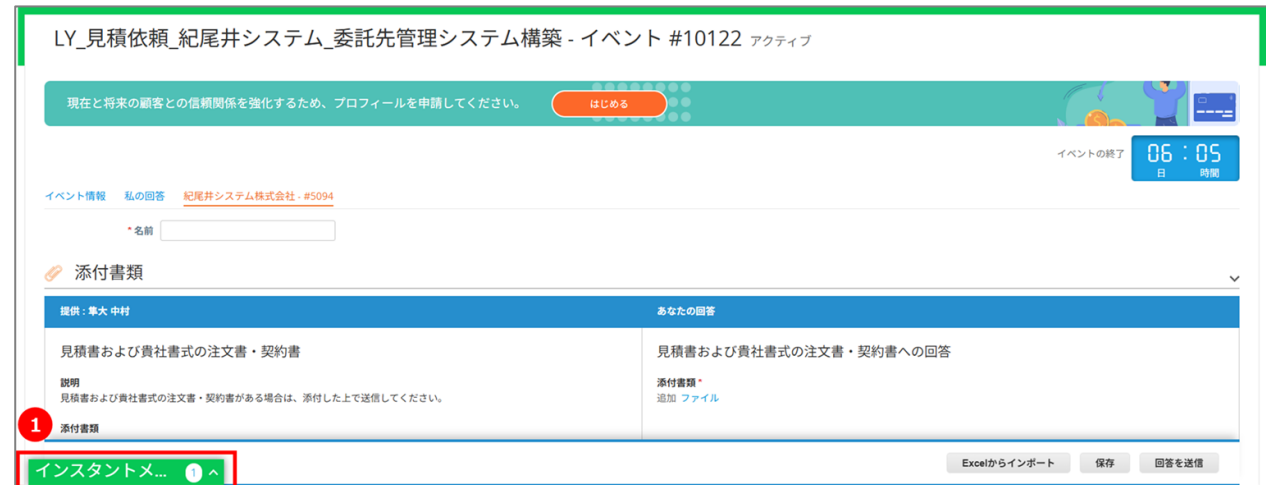 LY_見積依頼_紀尾井システム_委託先管理システム構築 - イベント #10122 アクティブ
現在と将来の顧客との信頼関係を強化するため、プロフィールを申請してください。 はじめる
イベントの終了 06 : 05
日 時間
イベント情報 私の回答 紀尾井システム株式会社 - #5094
* 名前
添付書類
提供 : 隼大 中村 あなたの回答
見積書および貴社書式の注文書・契約書 見積書および貴社書式の注文書・契約書への回答
説明 添付書類 *
見積書および貴社書式の注文書・契約書がある場合は、添付した上で送信してください。 追加 ファイル
1
添付書類
インスタントメ... 1 Excelからインポート 保存 回答を送信